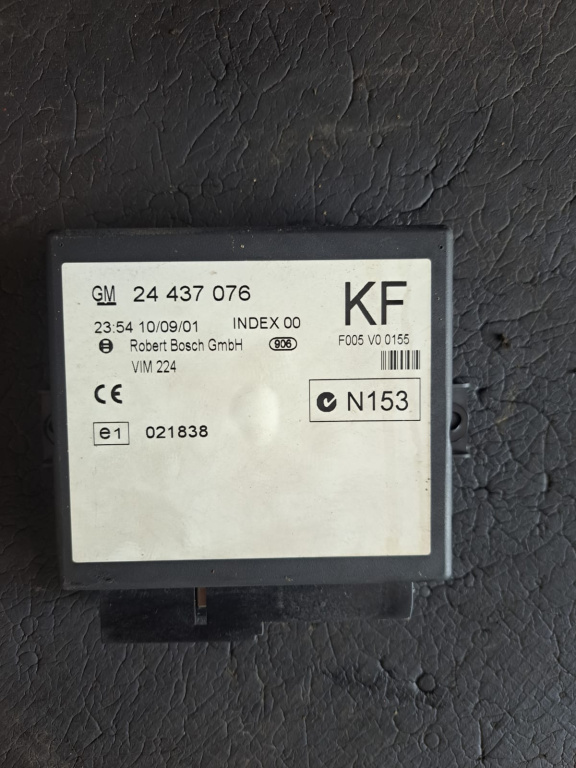 GM 24 437 076 KF
23:54 10/09/01 INDEX 00 F005 V0 0155
Robert Bosch GmbH 906
VIM 224
CE N153
e1 021838